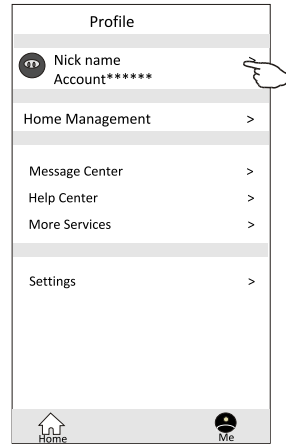 Profile
Nick name
Account******
Home Management >
Message Center >
Help Center >
More Services >
Settings >
Home Me